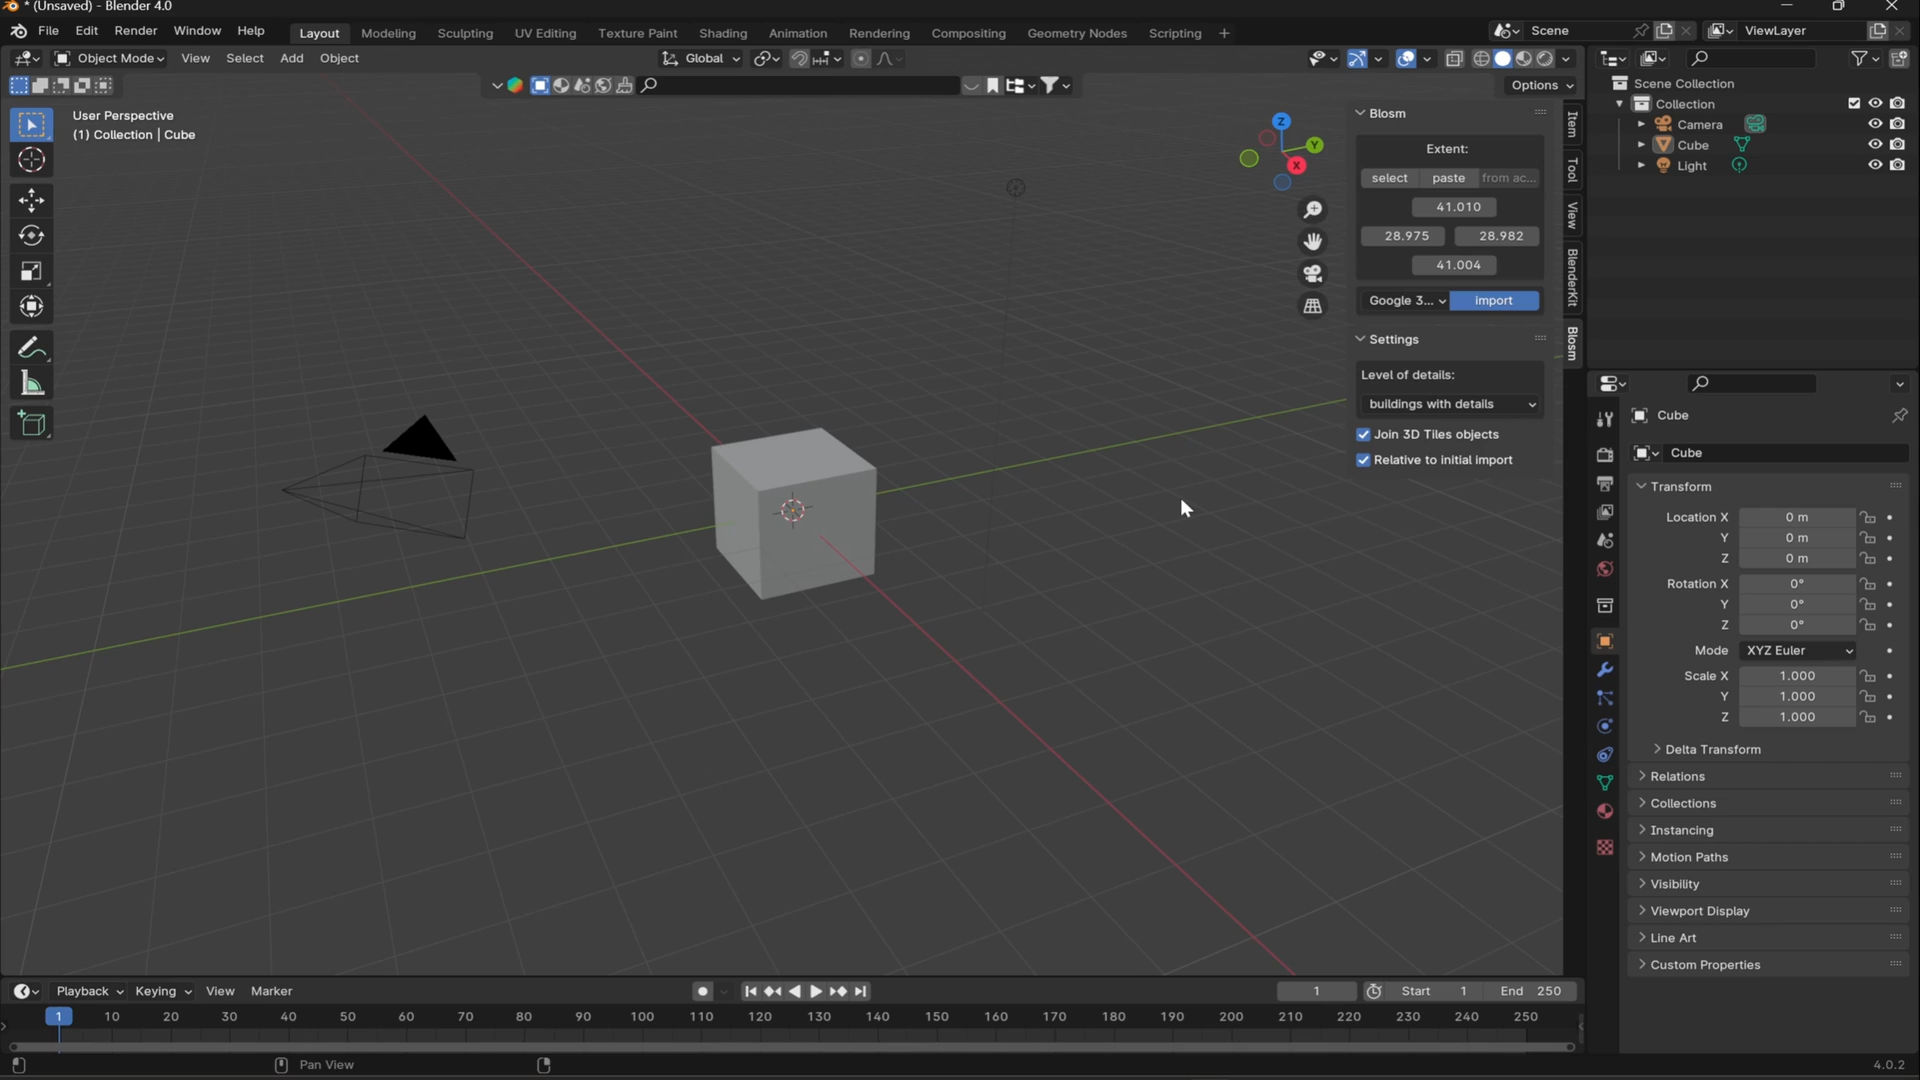 * (Unsaved) - Blender 4.0
File Edit Render Window Help
Layout Modeling Sculpting UV Editing Texture Paint Shading Animation Rendering Compositing Geometry Nodes Scripting +
Scene
ViewLayer
Object Mode View Select Add Object
Global
Options
User Perspective
(1) Collection | Cube
Z
Y
X
Blosm
Extent:
select paste from ac...
41.010
28.975 28.982
41.004
Google 3... import
Settings
Level of details:
buildings with details
Join 3D Tiles objects
Relative to initial import
Item
Tool
View
BlenderKit
Blosm
Scene Collection
Collection
Camera
Cube
Light
Cube
Cube
Transform
Location X 0 m
Y 0 m
Z 0 m
Rotation X 0°
Y 0°
Z 0°
Mode XYZ Euler
Scale X 1.000
Y 1.000
Z 1.000
Delta Transform
Relations
Collections
Instancing
Motion Paths
Visibility
Viewport Display
Line Art
Custom Properties
Playback Keying View Marker
1 Start 1 End 250
1 10 20 30 40 50 60 70 80 90 100 110 120 130 140 150 160 170 180 190 200 210 220 230 240 250
Pan View
4.0.2